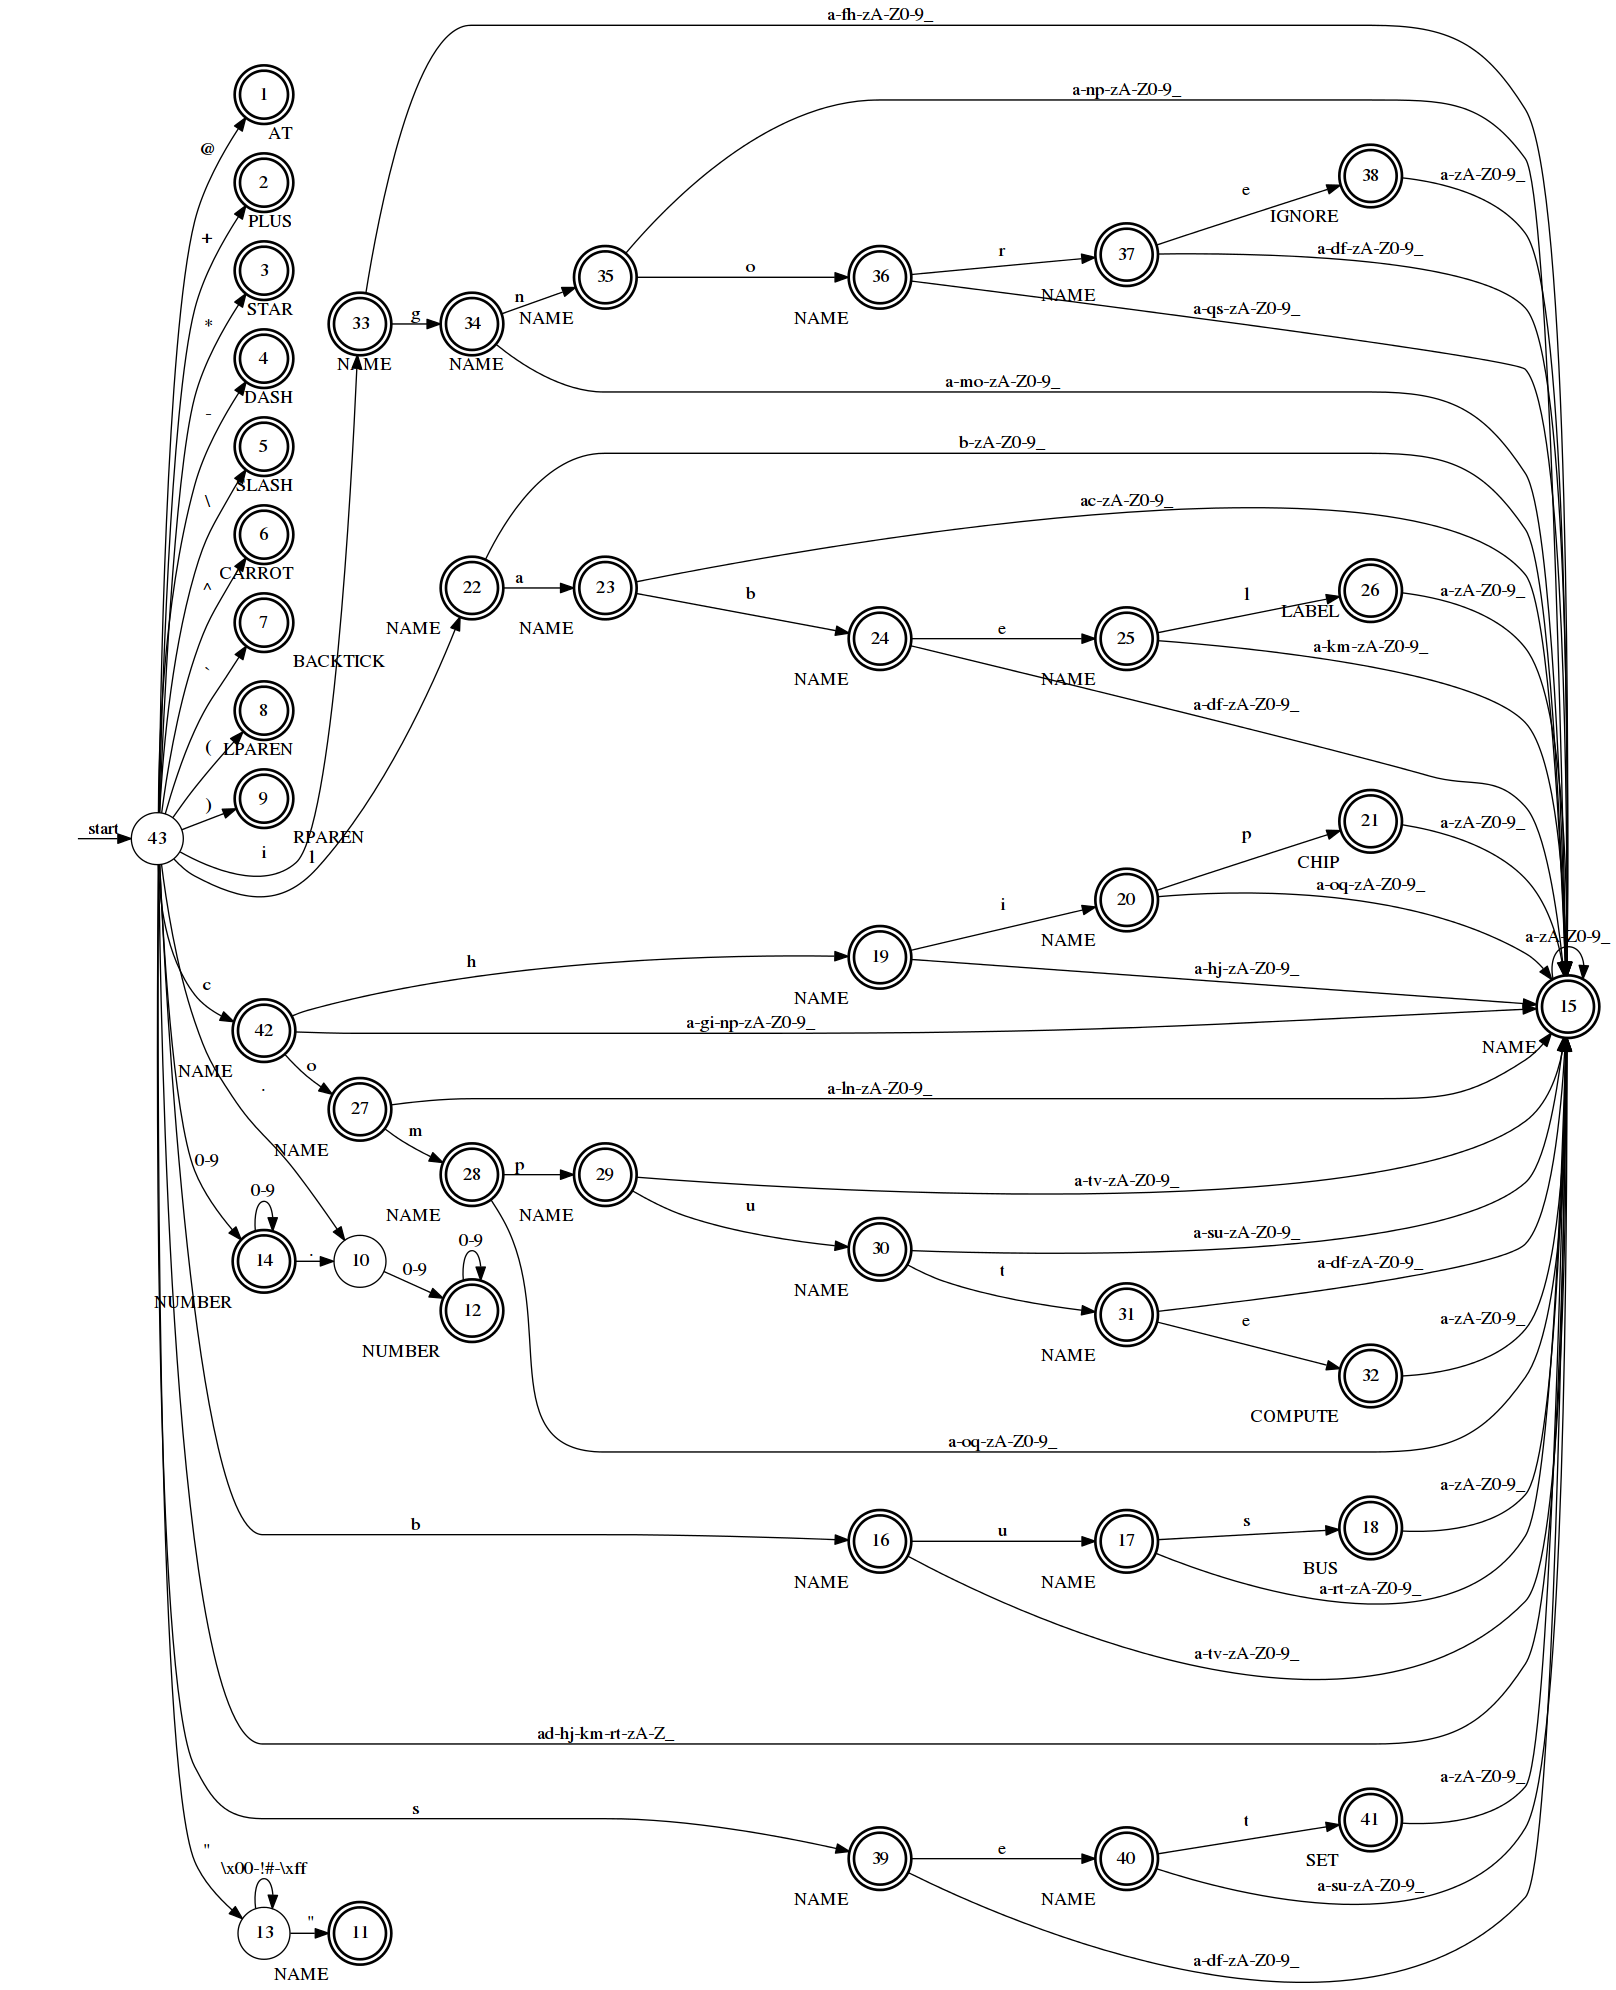 a-fh-zA-Z0-9_
a-np-zA-Z0-9_
1
AT
@
2
PLUS
+
38
IGNORE
a-zA-Z0-9_
e
37
NAME
a-df-zA-Z0-9_
r
36
NAME
a-qs-zA-Z0-9_
o
35
NAME
n
3
STAR
*
33
NAME
g
34
NAME
a-mo-zA-Z0-9_
4
DASH
-
b-zA-Z0-9_
5
SLASH
\
ac-zA-Z0-9_
6
CARROT
^
22
NAME
a
23
NAME
b
24
NAME
e
25
NAME
l
26
LABEL
a-zA-Z0-9_
a-km-zA-Z0-9_
a-df-zA-Z0-9_
7
BACKTICK
`
8
LPAREN
(
9
RPAREN
)
start
43
i
l
21
CHIP
a-zA-Z0-9_
p
20
NAME
a-oq-zA-Z0-9_
i
19
NAME
a-hj-zA-Z0-9_
h
a-zA-Z0-9_
15
NAME
c
42
NAME
a-gi-np-zA-Z0-9_
o
27
NAME
a-ln-zA-Z0-9_
.
m
28
NAME
p
29
NAME
a-tv-zA-Z0-9_
u
30
NAME
a-su-zA-Z0-9_
t
31
NAME
a-df-zA-Z0-9_
e
32
COMPUTE
a-zA-Z0-9_
a-oq-zA-Z0-9_
0-9
0-9
14
NUMBER
.
10
0-9
0-9
12
NUMBER
b
16
NAME
u
17
NAME
s
18
BUS
a-zA-Z0-9_
a-rt-zA-Z0-9_
a-tv-zA-Z0-9_
ad-hj-km-rt-zA-Z_
s
39
NAME
e
40
NAME
t
41
SET
a-zA-Z0-9_
a-su-zA-Z0-9_
a-df-zA-Z0-9_
"
\x00-!#-\xff
13
"
11
NAME